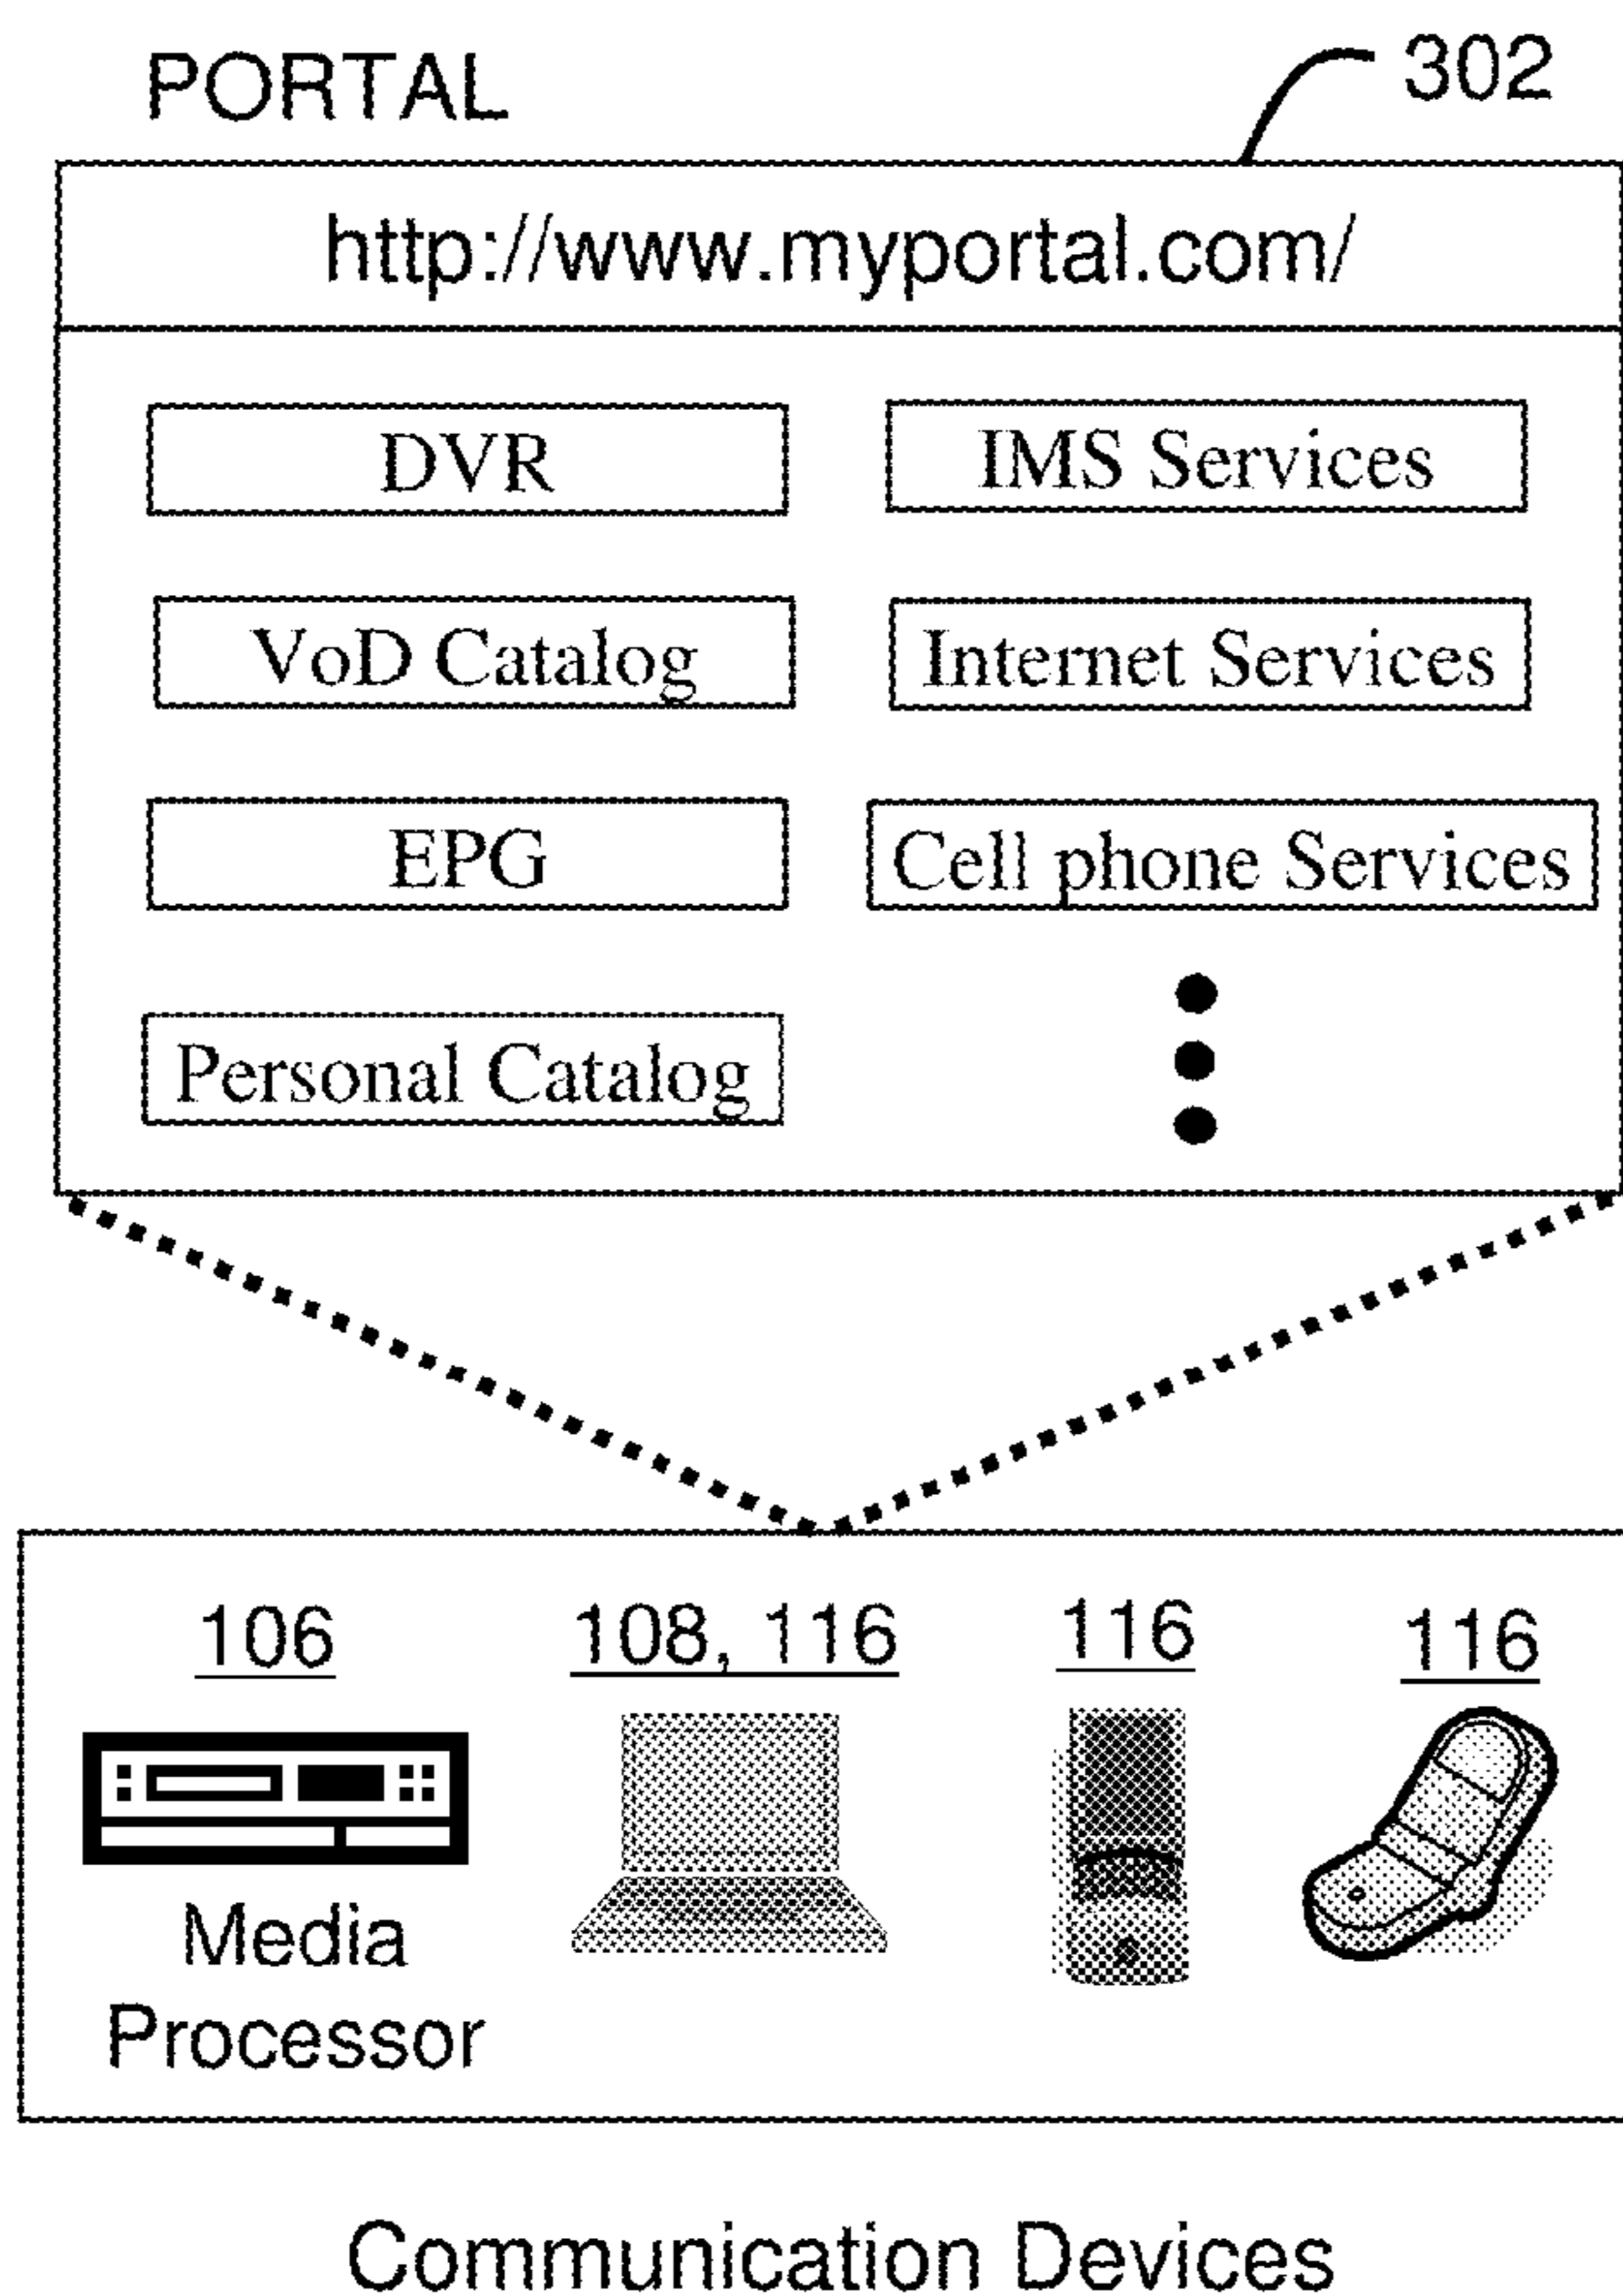 PORTAL
302
http://www.myportal.com/
DVR
IMS Services
VoD Catalog
Internet Services
EPG
Cell phone Services
Personal Catalog
106
108, 116
116
116
Media
Processor
Communication Devices